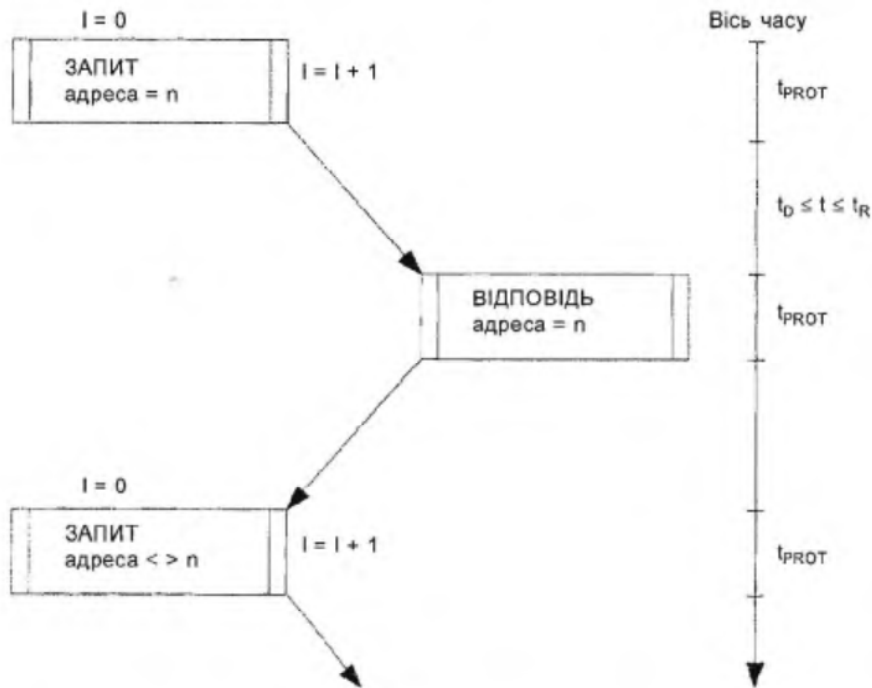 I = 0
Вісь часу
ЗАПИТ
адреса = n
I = I + 1
tPROT
tD ≤ t ≤ tR
ВІДПОВІДЬ
адреса = n
tPROT
I = 0
ЗАПИТ
адреса < > n
I = I + 1
tPROT